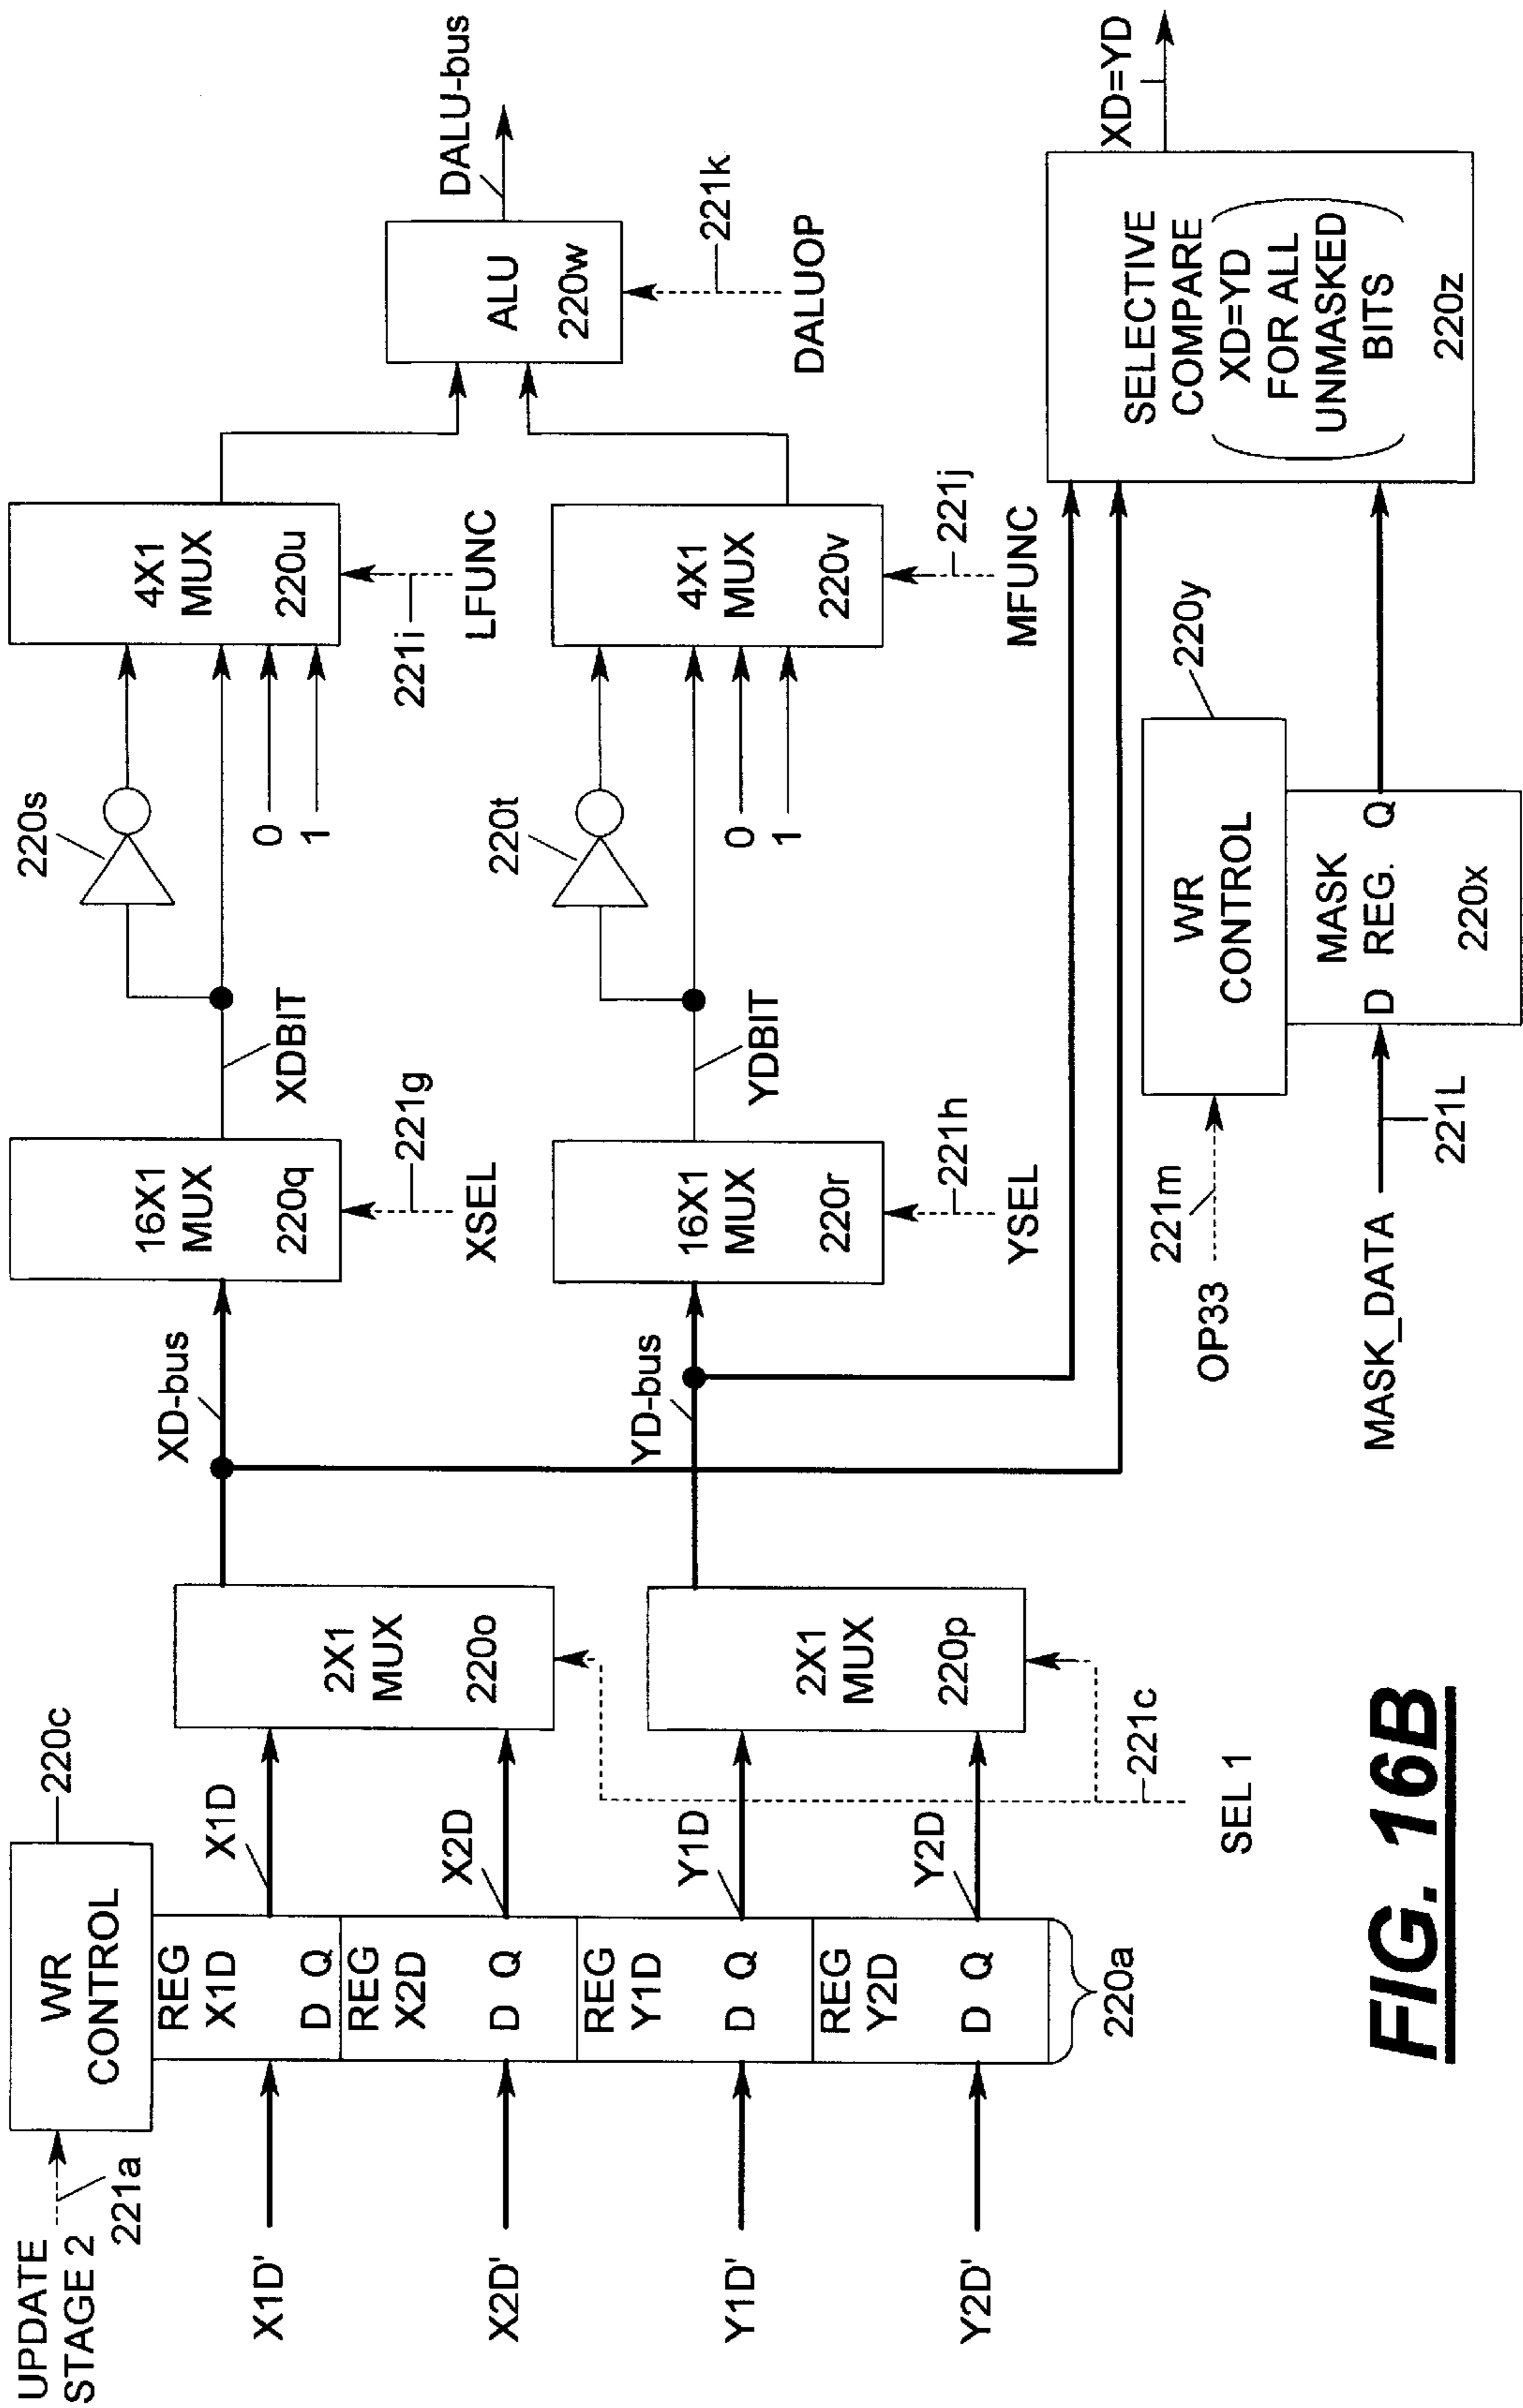 UPDATE
STAGE 2
221a
WR
CONTROL
220c
X1D'
REG
X1D
D Q
X1D
X2D'
REG
X2D
D Q
X2D
Y1D'
REG
Y1D
D Q
Y1D
Y2D'
REG
Y2D
D Q
Y2D
220a
2X1
MUX
220o
2X1
MUX
220p
221c
SEL 1
XD-bus
YD-bus
16X1
MUX
220q
221g
XSEL
16X1
MUX
220r
221h
YSEL
XDBIT
YDBIT
220s
0
1
220t
0
1
4X1
MUX
220u
221i
LFUNC
4X1
MUX
220v
221j
MFUNC
ALU
220w
DALU-bus
221k
DALUOP
OP33
221m
WR
CONTROL
220y
MASK_DATA
221L
MASK
D REG. Q
220x
SELECTIVE
COMPARE
XD=YD
FOR ALL
UNMASKED
BITS
220z
XD=YD
FIG. 16B